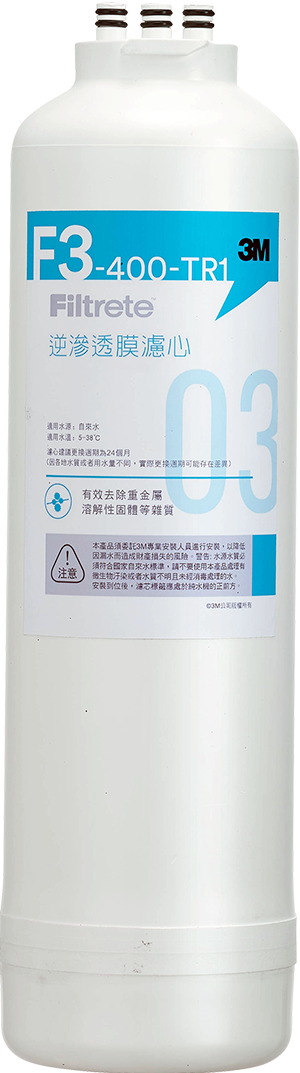 F3-400-TR1
3M
Filtrete
逆滲透膜濾心
03
適用水源：自來水
適用水溫：5-38℃
濾心建議更換週期為24個月
(因各地水質或者用水量不同，實際更換週期可能存在差異)
有效去除重金屬
溶解性固體等雜質
注意
本產品須委託3M專業安裝人員進行安裝，以降低
因漏水而造成財產損失的風險。警告：水源水質必
須符合國家自來水標準，請不要使用本產品處理有
微生物汚染或者水質不明且未經消毒處理的水。
安裝到位後，濾芯標籤應處於純水機的正前方。
©3M公司版權所有